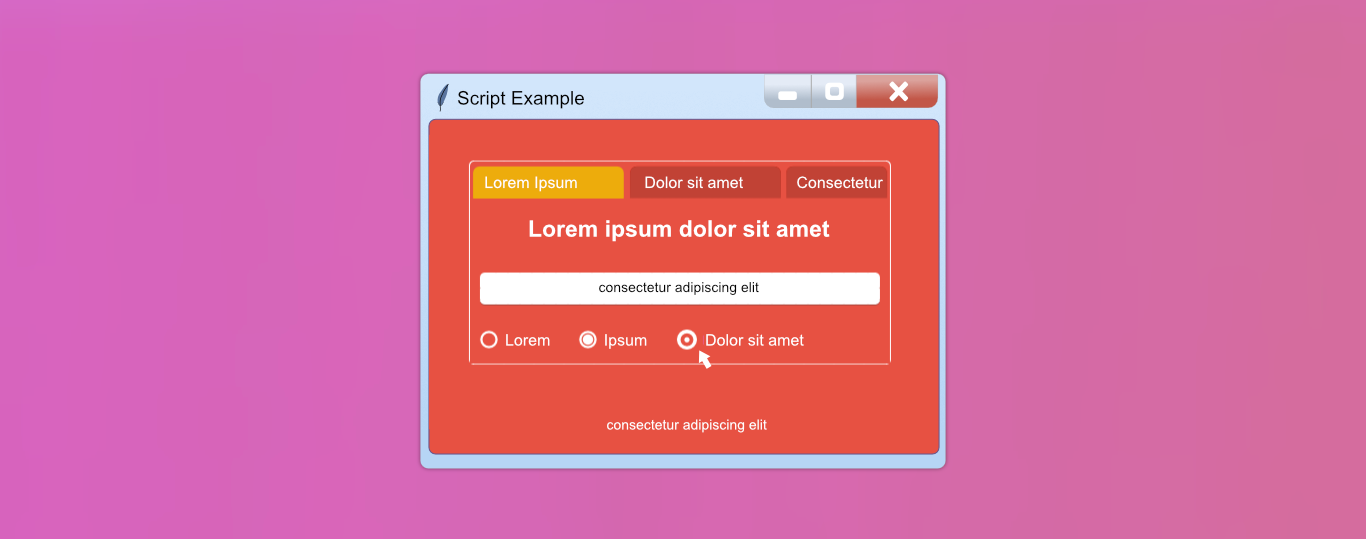 Script Example
Lorem Ipsum Dolor sit amet Consectetur
Lorem ipsum dolor sit amet
consectetur adipiscing elit
Lorem Ipsum Dolor sit amet
consectetur adipiscing elit